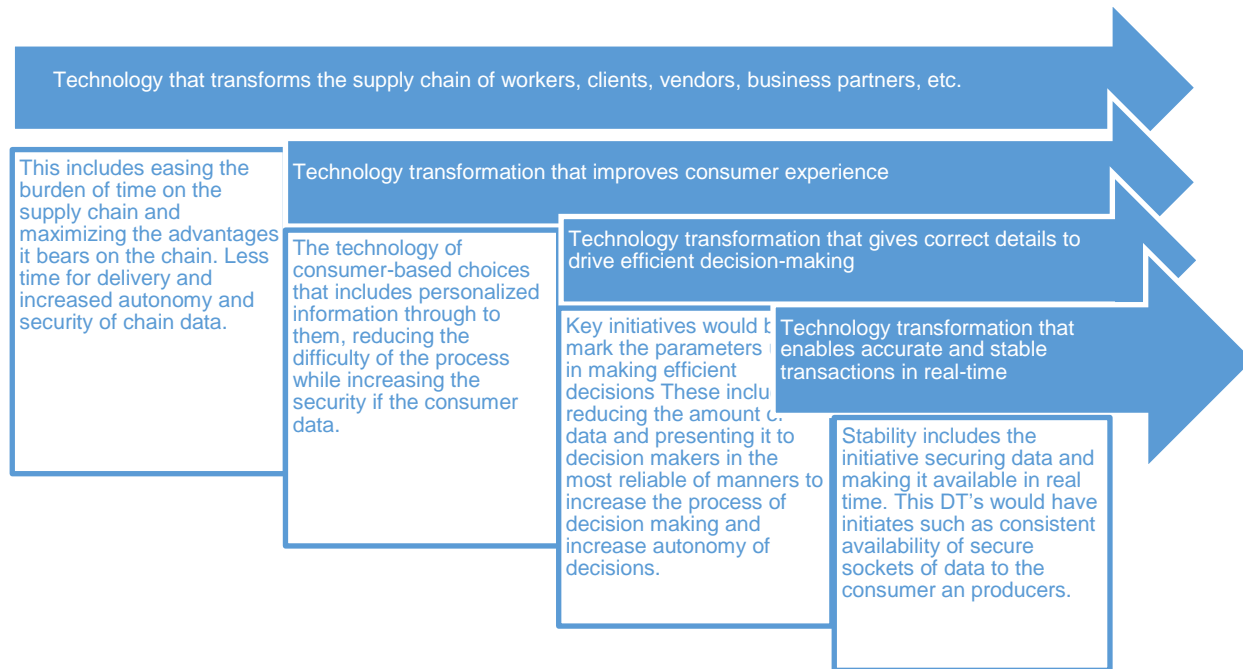 Technology that transforms the supply chain of workers, clients, vendors, business partners, etc.
This includes easing the
burden of time on the
supply chain and
maximizing the advantages
it bears on the chain. Less
time for delivery and
increased autonomy and
security of chain data.
Technology transformation that improves consumer experience
The technology of
consumer-based choices
that includes personalized
information through to
them, reducing the
difficulty of the process
while increasing the
security if the consumer
data.
Technology transformation that gives correct details to
drive efficient decision-making
Key initiatives would
mark the parameters
in making efficient
decisions These
reducing the amount
data and presenting it to
decision makers in the
most reliable of manners to
increase the process of
decision making and
increase autonomy of
decisions.
Technology transformation that
enables accurate and stable
transactions in real-time
Stability includes the
initiative securing data and
making it available in real
time. This DT’s would have
initiates such as consistent
availability of secure
sockets of data to the
consumer an producers.